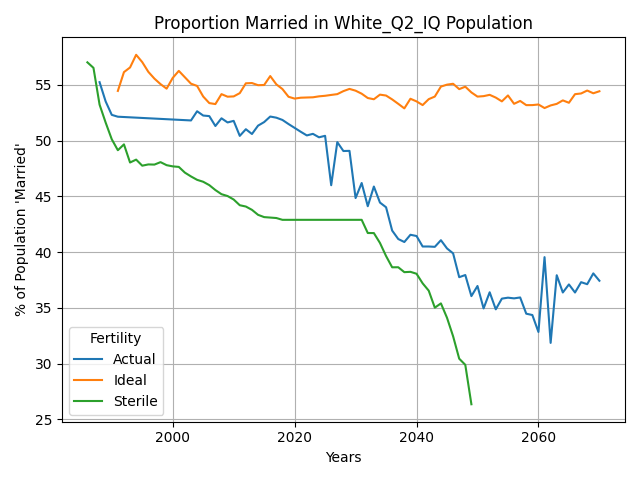 Proportion Married in White_Q2_IQ Population
% of Population 'Married'
55
50
45
40
35
30
25
Fertility
Actual
Ideal
Sterile
2000 2020 2040 2060
Years